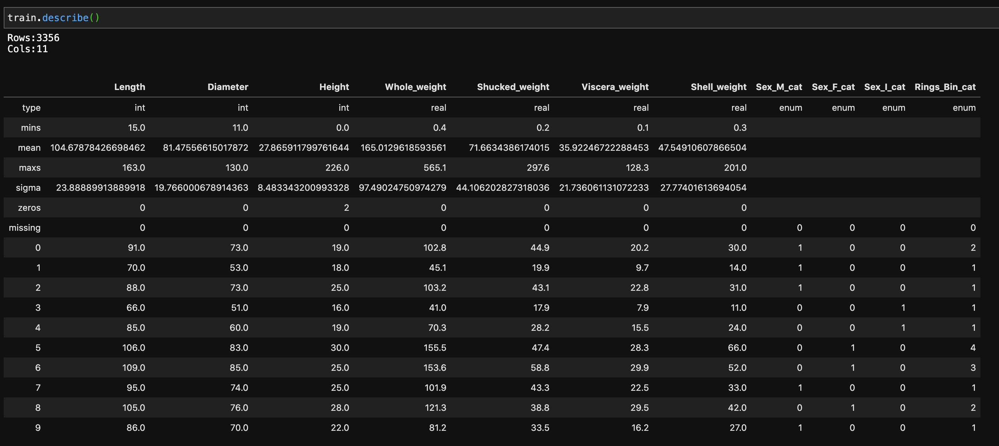 train.describe()
Rows:3356
Cols:11
Length Diameter Height Whole_weight Shucked_weight Viscera_weight Shell_weight Sex_M_cat Sex_F_cat Sex_I_cat Rings_Bin_cat
type int int int real real real real enum enum enum enum
mins 15.0 11.0 0.0 0.4 0.2 0.1 0.3
mean 104.67878426698462 81.47556615017872 27.865911799761644 165.0129618593561 71.6634386174015 35.92246722288453 47.54910607866504
maxs 163.0 130.0 226.0 565.1 297.6 128.3 201.0
sigma 23.88889913889918 19.766000678914363 8.483343200993328 97.49024750974279 44.106202827318036 21.736061131072233 27.77401613694054
zeros 0 0 2 0 0 0 0
missing 0 0 0 0 0 0 0 0 0 0 0
0 91.0 73.0 19.0 102.8 44.9 20.2 30.0 1 0 0 2
1 70.0 53.0 18.0 45.1 19.9 9.7 14.0 1 0 0 1
2 88.0 73.0 25.0 103.2 43.1 22.8 31.0 1 0 0 1
3 66.0 51.0 16.0 41.0 17.9 7.9 11.0 0 0 1 1
4 85.0 60.0 19.0 70.3 28.2 15.5 24.0 0 0 1 1
5 106.0 83.0 30.0 155.5 47.4 28.3 66.0 0 1 0 4
6 109.0 85.0 25.0 153.6 58.8 29.9 52.0 0 1 0 3
7 95.0 74.0 25.0 101.9 43.3 22.5 33.0 1 0 0 1
8 105.0 76.0 28.0 121.3 38.8 29.5 42.0 0 1 0 2
9 86.0 70.0 22.0 81.2 33.5 16.2 27.0 1 0 0 1